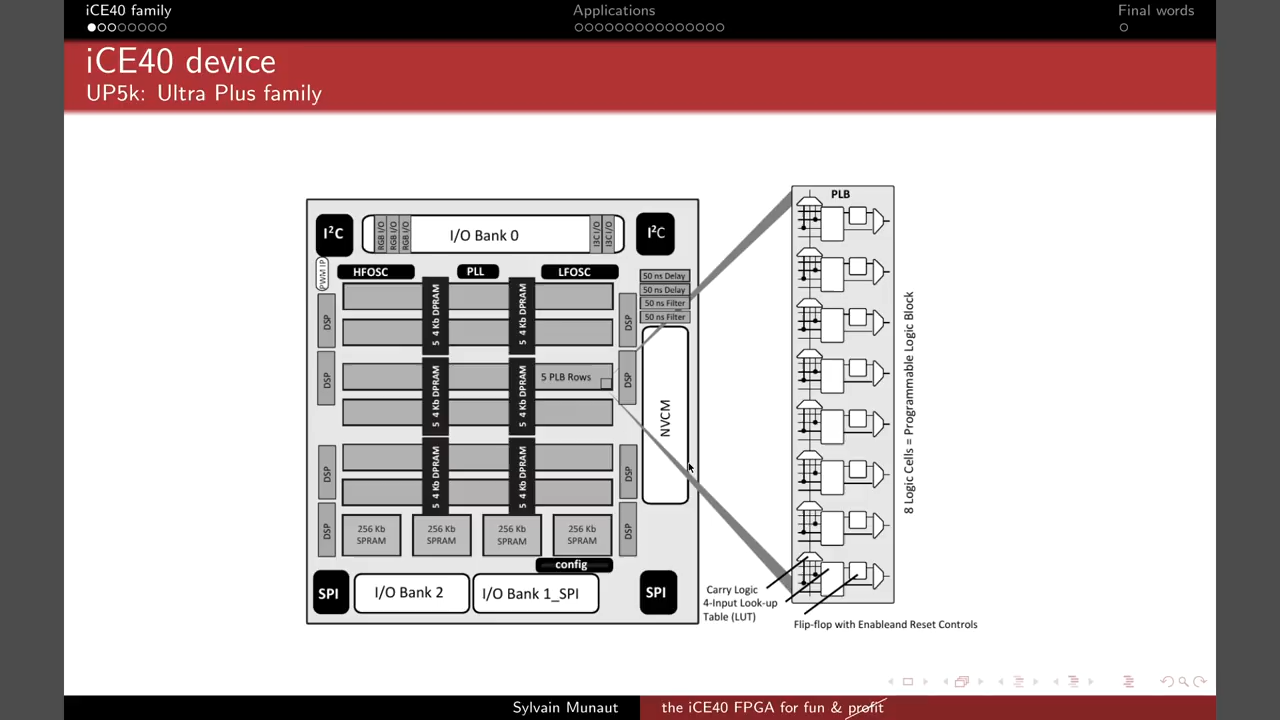 iCE40 family Applications Final words
iCE40 device
UP5k: Ultra Plus family
PLB
I²C
RGB I/O
RGB I/O
RGB I/O
I/O Bank 0
I3C I/O
I3C I/O
I²C
PWM IP
HFOSC
PLL
LFOSC
50 ns Delay
50 ns Delay
50 ns Filter
50 ns Filter
DSP
5 4 Kb DPRAM
5 4 Kb DPRAM
DSP
DSP
5 4 Kb DPRAM
5 4 Kb DPRAM
5 PLB Rows
DSP
NVCM
8 Logic Cells = Programmable Logic Block
DSP
5 4 Kb DPRAM
5 4 Kb DPRAM
DSP
DSP
256 Kb
SPRAM
256 Kb
SPRAM
256 Kb
SPRAM
256 Kb
SPRAM
DSP
config
SPI
I/O Bank 2
I/O Bank 1_SPI
SPI
Carry Logic
4-Input Look-up
Table (LUT)
Flip-flop with Enableand Reset Controls
Sylvain Munaut the iCE40 FPGA for fun & profit